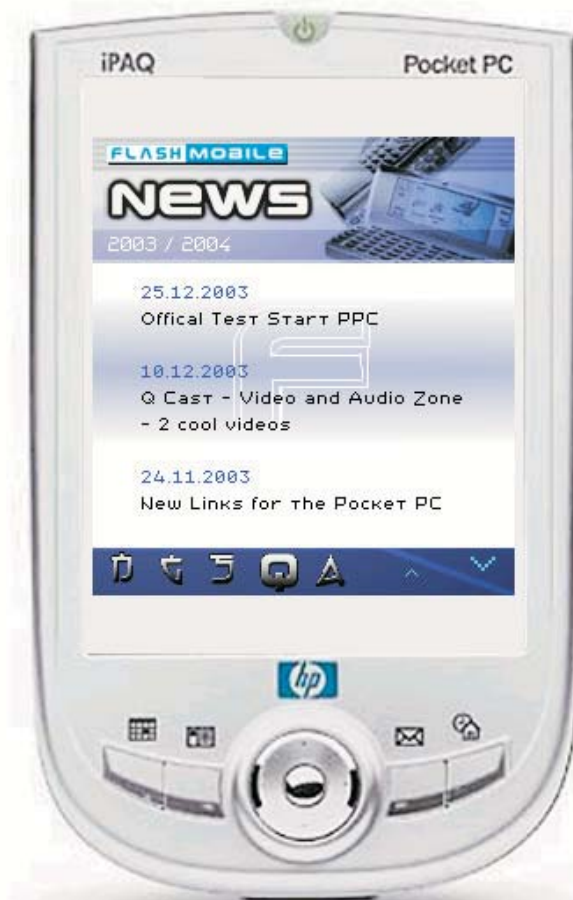 iPAQ Pocket PC
FLASH MOBILE
News
2003 / 2004
25.12.2003
Offical Test Start PPC
10.12.2003
Q Cast - Video and Audio Zone
- 2 cool videos
24.11.2003
New Links for the Pocket PC
hp